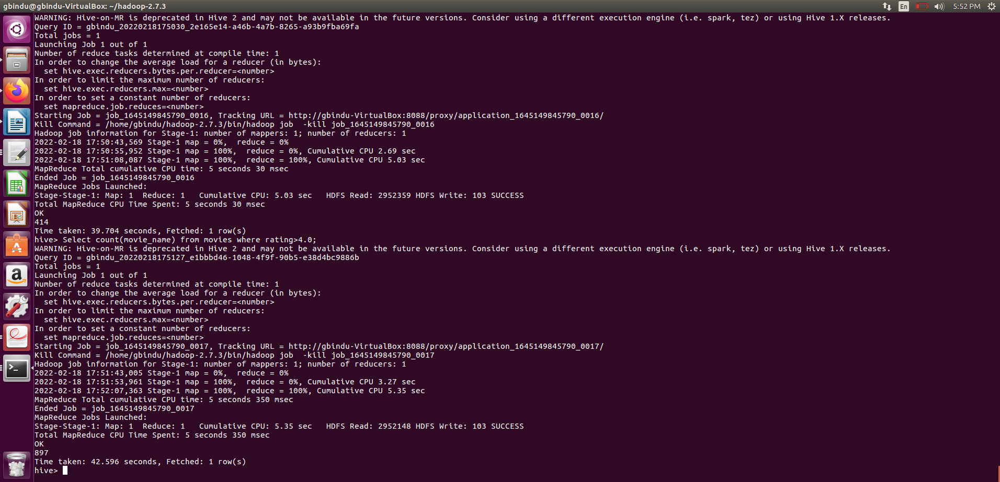 gbindu@gbindu-VirtualBox: ~/hadoop-2.7.3
En
5:52 PM
WARNING: Hive-on-MR is deprecated in Hive 2 and may not be available in the future versions. Consider using a different execution engine (i.e. spark, tez) or using Hive 1.X releases.
Query ID = gbindu_20220218175030_2e165e14-a46b-4a7b-8265-a93b9fba69fa
Total jobs = 1
Launching Job 1 out of 1
Number of reduce tasks determined at compile time: 1
In order to change the average load for a reducer (in bytes):
  set hive.exec.reducers.bytes.per.reducer=<number>
In order to limit the maximum number of reducers:
  set hive.exec.reducers.max=<number>
In order to set a constant number of reducers:
  set mapreduce.job.reduces=<number>
Starting Job = job_1645149845790_0016, Tracking URL = http://gbindu-VirtualBox:8088/proxy/application_1645149845790_0016/
Kill Command = /home/gbindu/hadoop-2.7.3/bin/hadoop job  -kill job_1645149845790_0016
Hadoop job information for Stage-1: number of mappers: 1; number of reducers: 1
2022-02-18 17:50:43,569 Stage-1 map = 0%,  reduce = 0%
2022-02-18 17:50:55,952 Stage-1 map = 100%,  reduce = 0%, Cumulative CPU 2.69 sec
2022-02-18 17:51:08,087 Stage-1 map = 100%,  reduce = 100%, Cumulative CPU 5.03 sec
MapReduce Total cumulative CPU time: 5 seconds 30 msec
Ended Job = job_1645149845790_0016
MapReduce Jobs Launched:
Stage-Stage-1: Map: 1  Reduce: 1   Cumulative CPU: 5.03 sec   HDFS Read: 2952359 HDFS Write: 103 SUCCESS
Total MapReduce CPU Time Spent: 5 seconds 30 msec
OK
414
Time taken: 39.704 seconds, Fetched: 1 row(s)
hive> Select count(movie_name) from movies where rating>4.0;
WARNING: Hive-on-MR is deprecated in Hive 2 and may not be available in the future versions. Consider using a different execution engine (i.e. spark, tez) or using Hive 1.X releases.
Query ID = gbindu_20220218175127_e1bbbd46-1048-4f9f-90b5-e38d4bc9886b
Total jobs = 1
Launching Job 1 out of 1
Number of reduce tasks determined at compile time: 1
In order to change the average load for a reducer (in bytes):
  set hive.exec.reducers.bytes.per.reducer=<number>
In order to limit the maximum number of reducers:
  set hive.exec.reducers.max=<number>
In order to set a constant number of reducers:
  set mapreduce.job.reduces=<number>
Starting Job = job_1645149845790_0017, Tracking URL = http://gbindu-VirtualBox:8088/proxy/application_1645149845790_0017/
Kill Command = /home/gbindu/hadoop-2.7.3/bin/hadoop job  -kill job_1645149845790_0017
Hadoop job information for Stage-1: number of mappers: 1; number of reducers: 1
2022-02-18 17:51:43,005 Stage-1 map = 0%,  reduce = 0%
2022-02-18 17:51:53,961 Stage-1 map = 100%,  reduce = 0%, Cumulative CPU 3.27 sec
2022-02-18 17:52:07,363 Stage-1 map = 100%,  reduce = 100%, Cumulative CPU 5.35 sec
MapReduce Total cumulative CPU time: 5 seconds 350 msec
Ended Job = job_1645149845790_0017
MapReduce Jobs Launched:
Stage-Stage-1: Map: 1  Reduce: 1   Cumulative CPU: 5.35 sec   HDFS Read: 2952148 HDFS Write: 103 SUCCESS
Total MapReduce CPU Time Spent: 5 seconds 350 msec
OK
897
Time taken: 42.596 seconds, Fetched: 1 row(s)
hive>